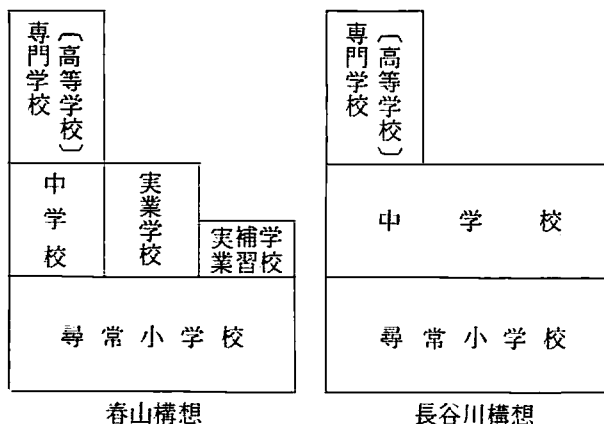 〔高等学校〕
専門学校
中学校
実業学校
実業補習学校
尋常小学校
春山構想
〔高等学校〕
専門学校
中学校
尋常小学校
長谷川構想